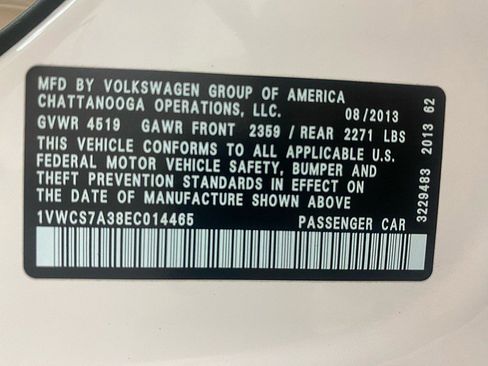 MFD BY VOLKSWAGEN GROUP OF AMERICA
CHATTANOOGA OPERATIONS, LLC. 08/2013
GVWR 4519 GAWR FRONT 2359 / REAR 2271 LBS
THIS VEHICLE CONFORMS TO ALL APPLICABLE U.S.
FEDERAL MOTOR VEHICLE SAFETY, BUMPER AND
THEFT PREVENTION STANDARDS IN EFFECT ON
THE DATE OF MANUFACTURE SHOWN ABOVE
1VWCS7A38EC014465 PASSENGER CAR
3229483 2013 62